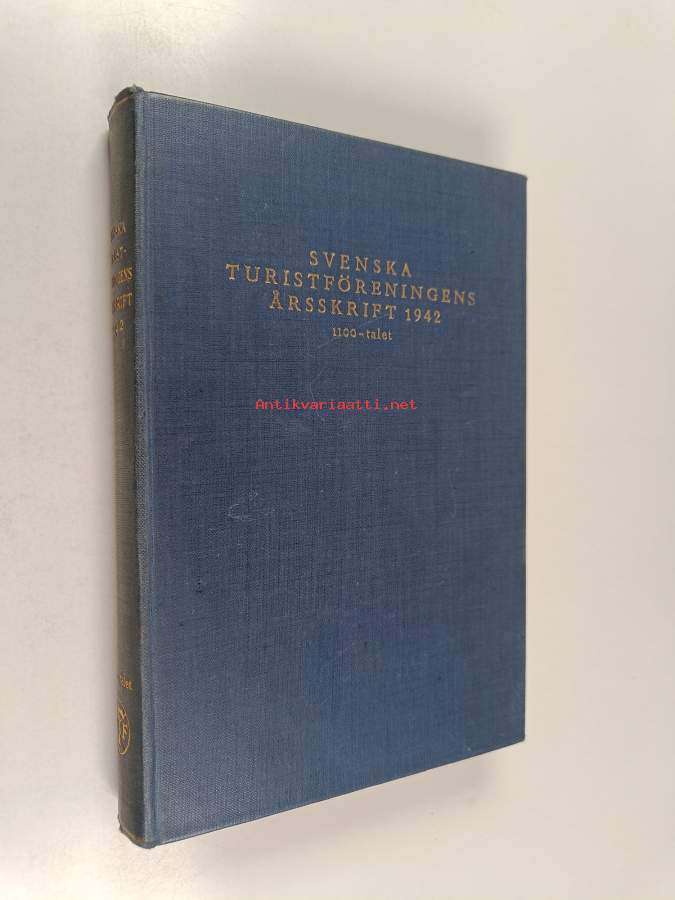 SVENSKA
TURISTFÖRENINGENS
ÅRSSKRIFT 1942
1100-talet
Antikvariaatti.net